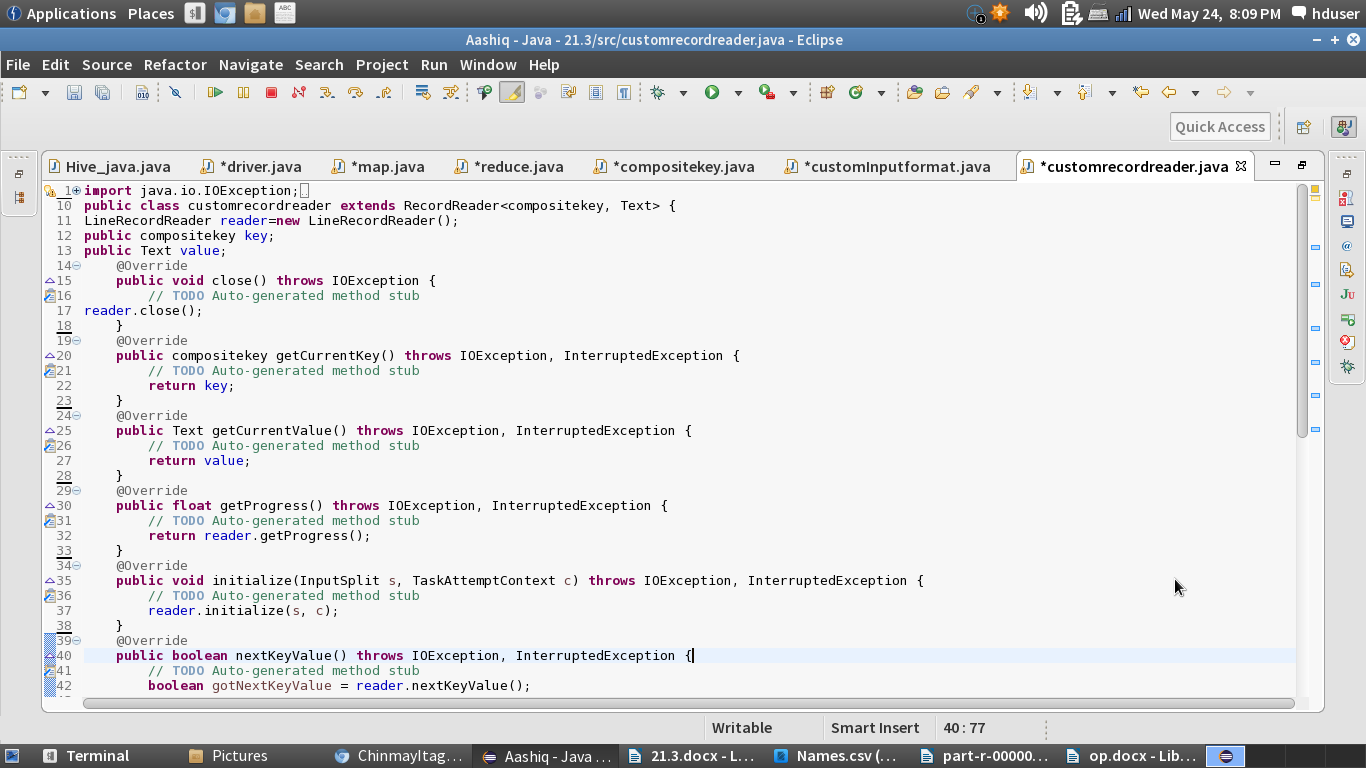 Applications Places ABC 1 Wed May 24, 8:09 PM hduser
Aashiq - Java - 21.3/src/customrecordreader.java - Eclipse
File Edit Source Refactor Navigate Search Project Run Window Help
Quick Access
Hive_java.java *driver.java *map.java *reduce.java *compositekey.java *customInputformat.java *customrecordreader.java
1 import java.io.IOException;
10 public class customrecordreader extends RecordReader<compositekey, Text> {
11 LineRecordReader reader=new LineRecordReader();
12 public compositekey key;
13 public Text value;
14 @Override
15 public void close() throws IOException {
16 // TODO Auto-generated method stub
17 reader.close();
18 }
19 @Override
20 public compositekey getCurrentKey() throws IOException, InterruptedException {
21 // TODO Auto-generated method stub
22 return key;
23 }
24 @Override
25 public Text getCurrentValue() throws IOException, InterruptedException {
26 // TODO Auto-generated method stub
27 return value;
28 }
29 @Override
30 public float getProgress() throws IOException, InterruptedException {
31 // TODO Auto-generated method stub
32 return reader.getProgress();
33 }
34 @Override
35 public void initialize(InputSplit s, TaskAttemptContext c) throws IOException, InterruptedException {
36 // TODO Auto-generated method stub
37 reader.initialize(s, c);
38 }
39 @Override
40 public boolean nextKeyValue() throws IOException, InterruptedException {
41 // TODO Auto-generated method stub
42 boolean gotNextKeyValue = reader.nextKeyValue();
Writable Smart Insert 40 : 77
Terminal Pictures ChinmayItag... Aashiq - Java ... 21.3.docx - L... Names.csv (... part-r-00000... op.docx - Lib...